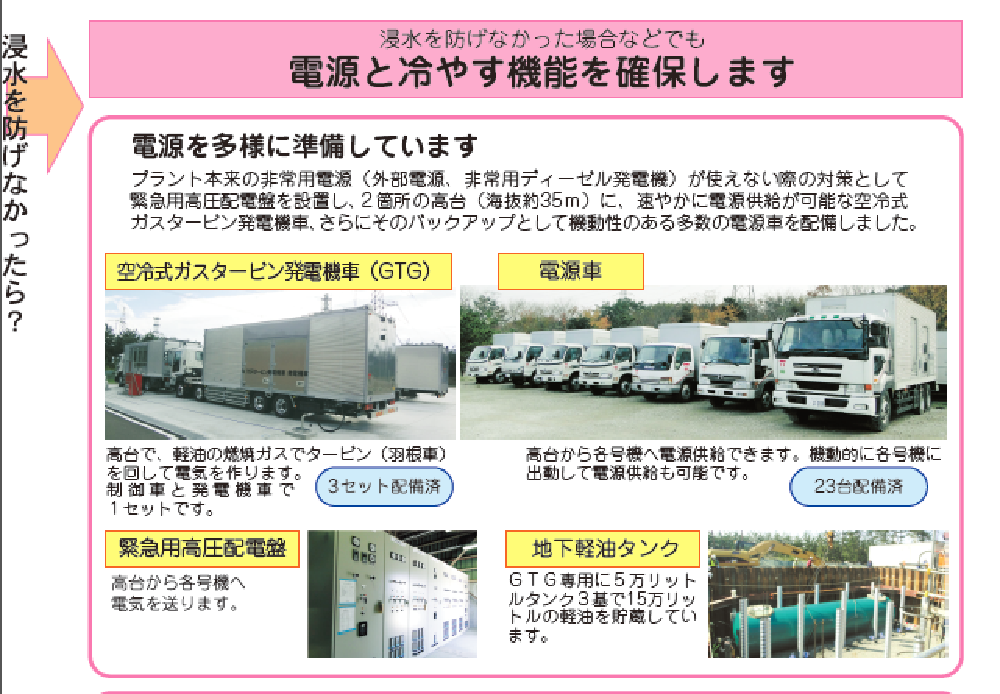 浸水を防げなかったら？
浸水を防げなかった場合などでも
電源と冷やす機能を確保します
電源を多様に準備しています
プラント本来の非常用電源（外部電源、非常用ディーゼル発電機）が使えない際の対策として
緊急用高圧配電盤を設置し、２箇所の高台（海抜約35ｍ）に、速やかに電源供給が可能な空冷式
ガスタービン発電機車、さらにそのバックアップとして機動性のある多数の電源車を配備しました。
空冷式ガスタービン発電機車（GTG）
電源車
高台で、軽油の燃焼ガスでタービン（羽根車）
を回して電気を作ります。
制御車と発電機車で
１セットです。
３セット配備済
高台から各号機へ電源供給できます。機動的に各号機に
出動して電源供給も可能です。
23台配備済
緊急用高圧配電盤
高台から各号機へ
電気を送ります。
地下軽油タンク
ＧＴＧ専用に５万リット
ルタンク３基で15万リッ
トルの軽油を貯蔵してい
ます。